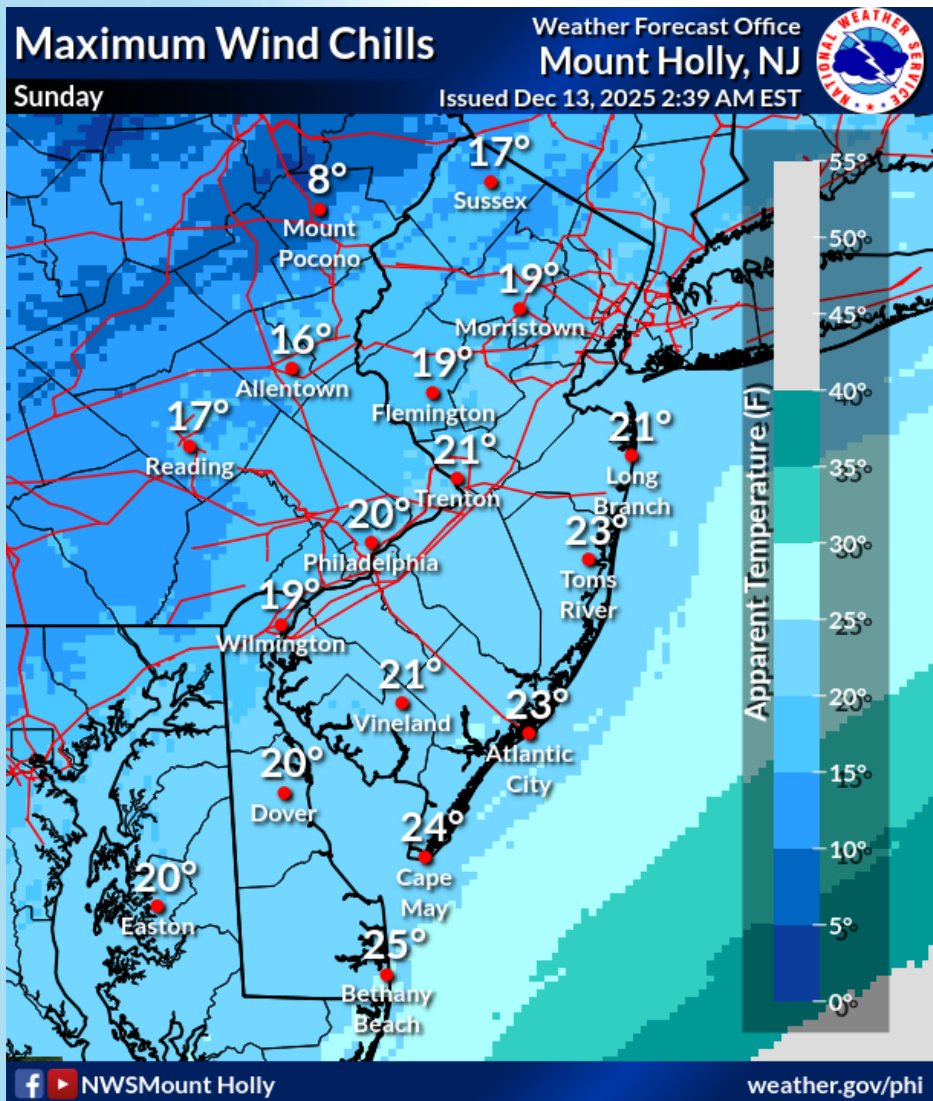 Maximum Wind Chills
Weather Forecast Office
Mount Holly, NJ
Sunday
Issued Dec 13, 2025 2:39 AM EST
NATIONAL WEATHER SERVICE
17°
Sussex
8°
Mount
Pocono
19°
Morristown
16°
Allentown
19°
Flemington
17°
Reading
21°
Trenton
21°
Long
Branch
20°
Philadelphia
23°
Toms
River
19°
Wilmington
21°
Vineland
23°
Atlantic
City
20°
Dover
24°
Cape
May
20°
Easton
25°
Bethany
Beach
Apparent Temperature (F)
55°
50°
45°
40°
35°
30°
25°
20°
15°
10°
5°
0°
NWSMount Holly
weather.gov/phi